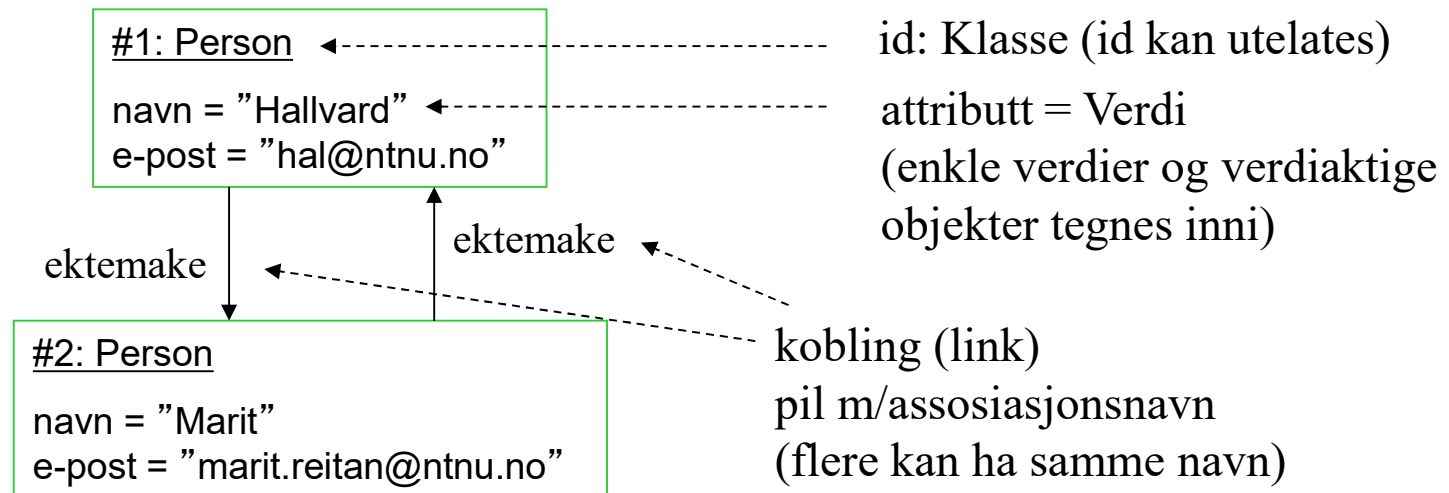 #1: Person
navn = ”Hallvard”
e-post = ”hal@ntnu.no”
id: Klasse (id kan utelates)
attributt = Verdi
(enkle verdier og verdiaktige
objekter tegnes inni)
ektemake
ektemake
#2: Person
navn = ”Marit”
e-post = ”marit.reitan@ntnu.no”
kobling (link)
pil m/assosiasjonsnavn
(flere kan ha samme navn)